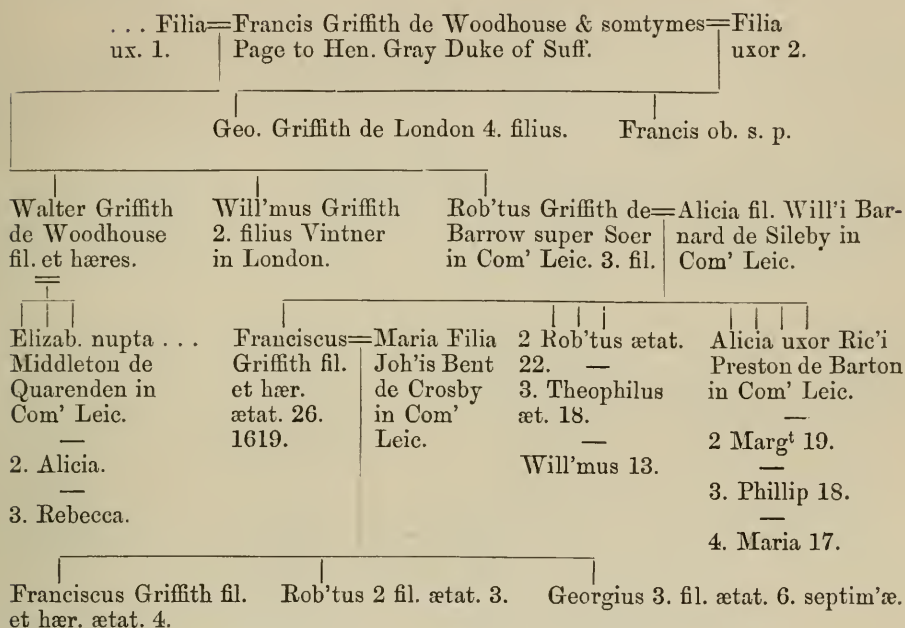 . . . Filia=Francis Griffith de Woodhouse & somtymes=Filia
ux. 1. Page to Hen. Gray Duke of Suff. uxor 2.
Geo. Griffith de London 4. filius. Francis ob. s. p.
Walter Griffith
de Woodhouse
fil. et hæres.
Will'mus Griffith
2. filius Vintner
in London.
Rob'tus Griffith de=
Barrow super Soer
in Com' Leic. 3. fil.
Alicia fil. Will'i Bar-
nard de Sileby in
Com' Leic.
Elizab. nupta . . .
Middleton de
Quarenden in
Com' Leic.
—
2. Alicia.
—
3. Rebecca.
Franciscus=
Griffith fil.
et hær.
ætat. 26.
1619.
Maria Filia
Joh'is Bent
de Crosby
in Com'
Leic.
2 Rob'tus ætat.
22. —
3. Theophilus
æt. 18.
—
Will'mus 13.
Alicia uxor Ric'i
Preston de Barton
in Com' Leic.
—
2 Margᵗ 19.
—
3. Phillip 18.
—
4. Maria 17.
Franciscus Griffith fil.
et hær. ætat. 4.
Rob'tus 2 fil. ætat. 3.
Georgius 3. fil. ætat. 6. septim'æ.